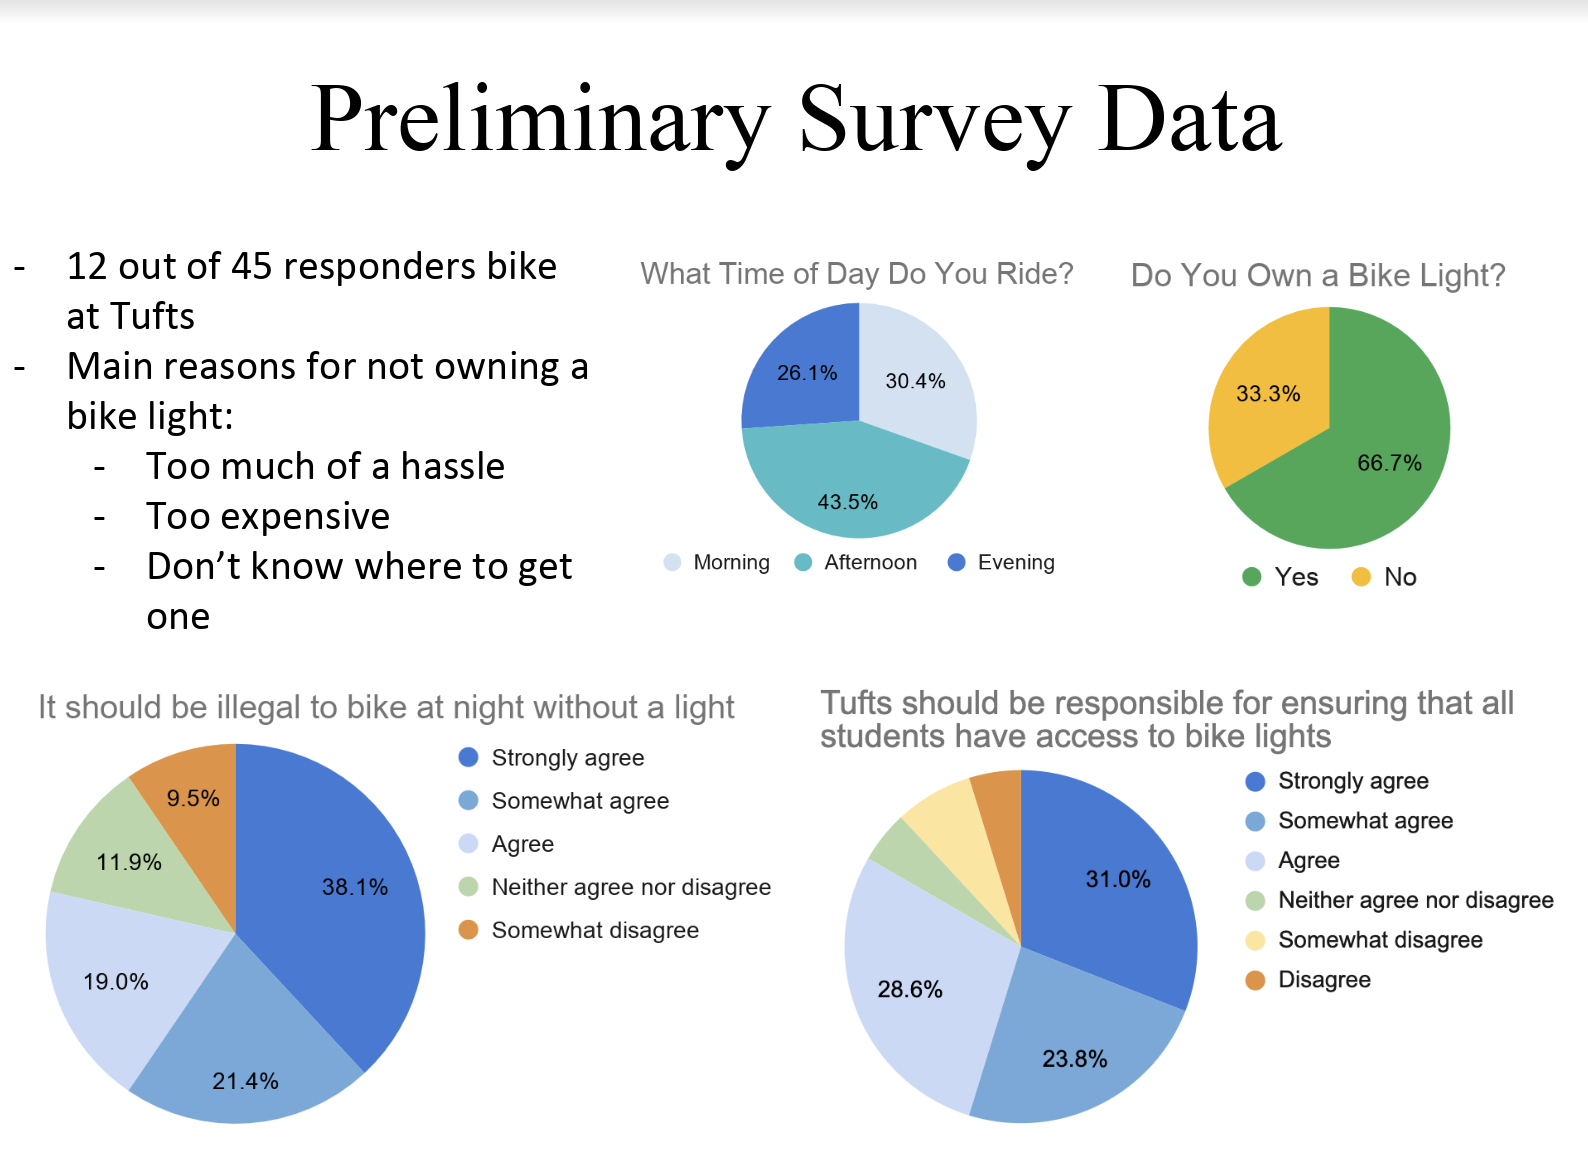 Preliminary Survey Data
- 12 out of 45 responders bike
at Tufts
- Main reasons for not owning a
bike light:
- Too much of a hassle
- Too expensive
- Don’t know where to get
one
What Time of Day Do You Ride?
26.1%
30.4%
43.5%
Morning
Afternoon
Evening
Do You Own a Bike Light?
33.3%
66.7%
Yes
No
It should be illegal to bike at night without a light
9.5%
11.9%
38.1%
19.0%
21.4%
Strongly agree
Somewhat agree
Agree
Neither agree nor disagree
Somewhat disagree
Tufts should be responsible for ensuring that all
students have access to bike lights
31.0%
28.6%
23.8%
Strongly agree
Somewhat agree
Agree
Neither agree nor disagree
Somewhat disagree
Disagree